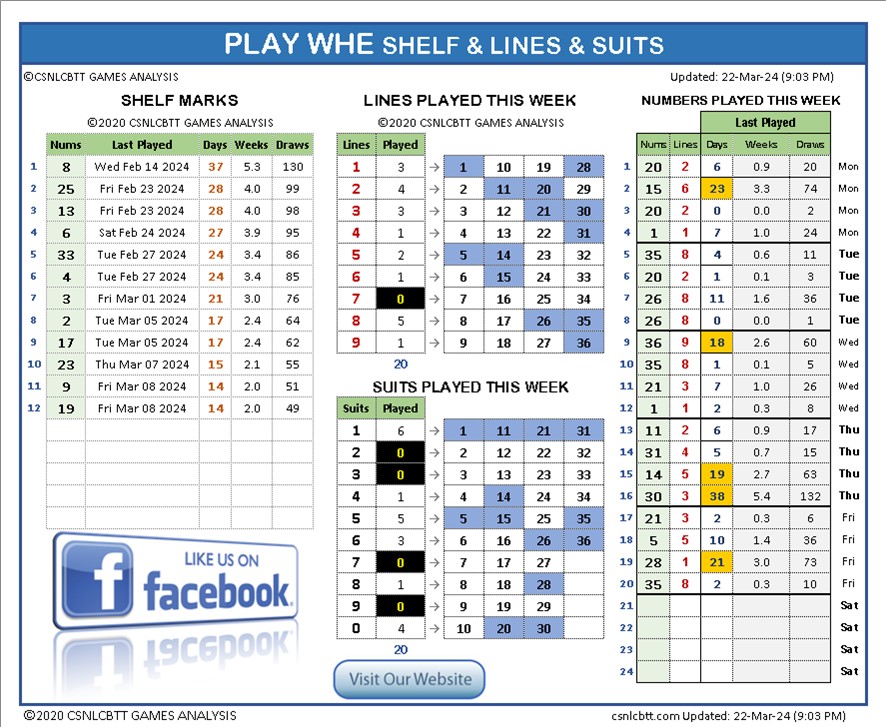 PLAY WHE SHELF & LINES & SUITS
©CSNLCBTT GAMES ANALYSIS
Updated: 22-Mar-24 (9:03 PM)
SHELF MARKS
©2020 CSNLCBTT GAMES ANALYSIS
Nums Last Played Days Weeks Draws
1 8 Wed Feb 14 2024 37 5.3 130
2 25 Fri Feb 23 2024 28 4.0 99
3 13 Fri Feb 23 2024 28 4.0 98
4 6 Sat Feb 24 2024 27 3.9 95
5 33 Tue Feb 27 2024 24 3.4 86
6 4 Tue Feb 27 2024 24 3.4 85
7 3 Fri Mar 01 2024 21 3.0 76
8 2 Tue Mar 05 2024 17 2.4 64
9 17 Tue Mar 05 2024 17 2.4 62
10 23 Thu Mar 07 2024 15 2.1 55
11 9 Fri Mar 08 2024 14 2.0 51
12 19 Fri Mar 08 2024 14 2.0 49
LIKE US ON
facebook.
LINES PLAYED THIS WEEK
©2020 CSNLCBTT GAMES ANALYSIS
Lines Played
1 3 → 1 10 19 28
2 4 → 2 11 20 29
3 3 → 3 12 21 30
4 1 → 4 13 22 31
5 2 → 5 14 23 32
6 1 → 6 15 24 33
7 0 → 7 16 25 34
8 5 → 8 17 26 35
9 1 → 9 18 27 36
20
SUITS PLAYED THIS WEEK
Suits Played
1 6 → 1 11 21 31
2 0 → 2 12 22 32
3 0 → 3 13 23 33
4 1 → 4 14 24 34
5 5 → 5 15 25 35
6 3 → 6 16 26 36
7 0 → 7 17 27
8 1 → 8 18 28
9 0 → 9 19 29
0 4 → 10 20 30
20
Visit Our Website
NUMBERS PLAYED THIS WEEK
Last Played
Nums Lines Days Weeks Draws
1 20 2 6 0.9 20 Mon
2 15 6 23 3.3 74 Mon
3 20 2 0 0.0 2 Mon
4 1 1 7 1.0 24 Mon
5 35 8 4 0.6 11 Tue
6 20 2 1 0.1 3 Tue
7 26 8 11 1.6 36 Tue
8 26 8 0 0.0 1 Tue
9 36 9 18 2.6 60 Wed
10 35 8 1 0.1 5 Wed
11 21 3 7 1.0 26 Wed
12 1 1 2 0.3 8 Wed
13 11 2 6 0.9 17 Thu
14 31 4 5 0.7 15 Thu
15 14 5 19 2.7 63 Thu
16 30 3 38 5.4 132 Thu
17 21 3 2 0.3 6 Fri
18 5 5 10 1.4 36 Fri
19 28 1 21 3.0 73 Fri
20 35 8 2 0.3 10 Fri
21 Sat
22 Sat
23 Sat
24 Sat
©2020 CSNLCBTT GAMES ANALYSIS
csnlcbtt.com Updated: 22-Mar-24 (9:03 PM)